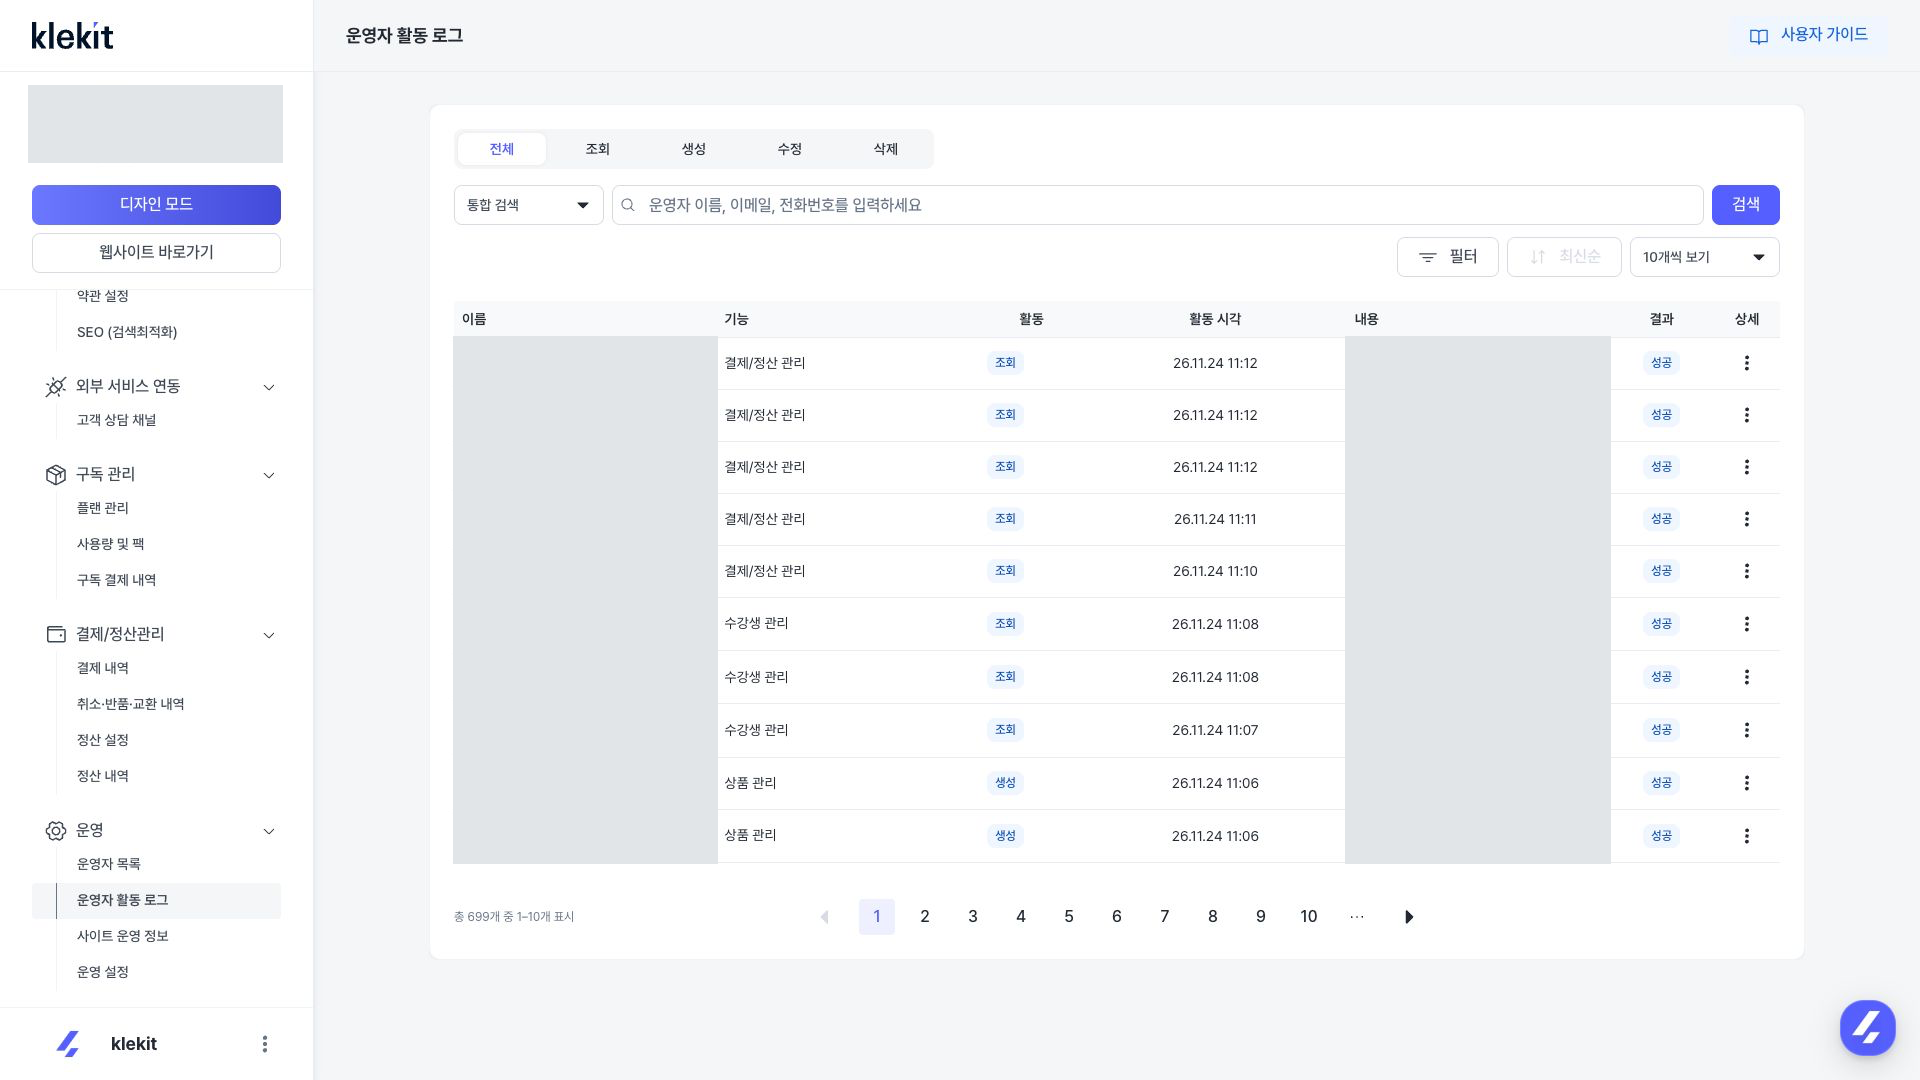 klekit
운영자 활동 로그
사용자 가이드
디자인 모드
웹사이트 바로가기
약관 설정
SEO (검색최적화)
외부 서비스 연동
고객 상담 채널
구독 관리
플랜 관리
사용량 및 팩
구독 결제 내역
결제/정산관리
결제 내역
취소·반품·교환 내역
정산 설정
정산 내역
운영
운영자 목록
운영자 활동 로그
사이트 운영 정보
운영 설정
klekit
전체 조회 생성 수정 삭제
통합 검색 운영자 이름, 이메일, 전화번호를 입력하세요 검색
필터 최신순 10개씩 보기
이름 기능 활동 활동 시각 내용 결과 상세
결제/정산 관리 조회 26.11.24 11:12 성공
결제/정산 관리 조회 26.11.24 11:12 성공
결제/정산 관리 조회 26.11.24 11:12 성공
결제/정산 관리 조회 26.11.24 11:11 성공
결제/정산 관리 조회 26.11.24 11:10 성공
수강생 관리 조회 26.11.24 11:08 성공
수강생 관리 조회 26.11.24 11:08 성공
수강생 관리 조회 26.11.24 11:07 성공
상품 관리 생성 26.11.24 11:06 성공
상품 관리 생성 26.11.24 11:06 성공
총 699개 중 1–10개 표시 1 2 3 4 5 6 7 8 9 10 ···